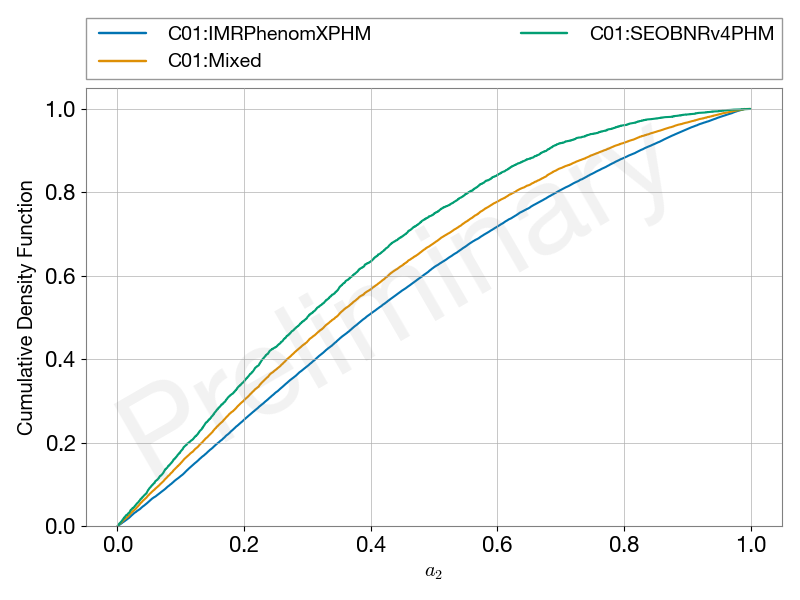 C01:IMRPhenomXPHM
C01:Mixed
C01:SEOBNRv4PHM
Cumulative Density Function
1.0
0.8
0.6
0.4
0.2
0.0
Preliminary
0.0 0.2 0.4 0.6 0.8 1.0
a₂